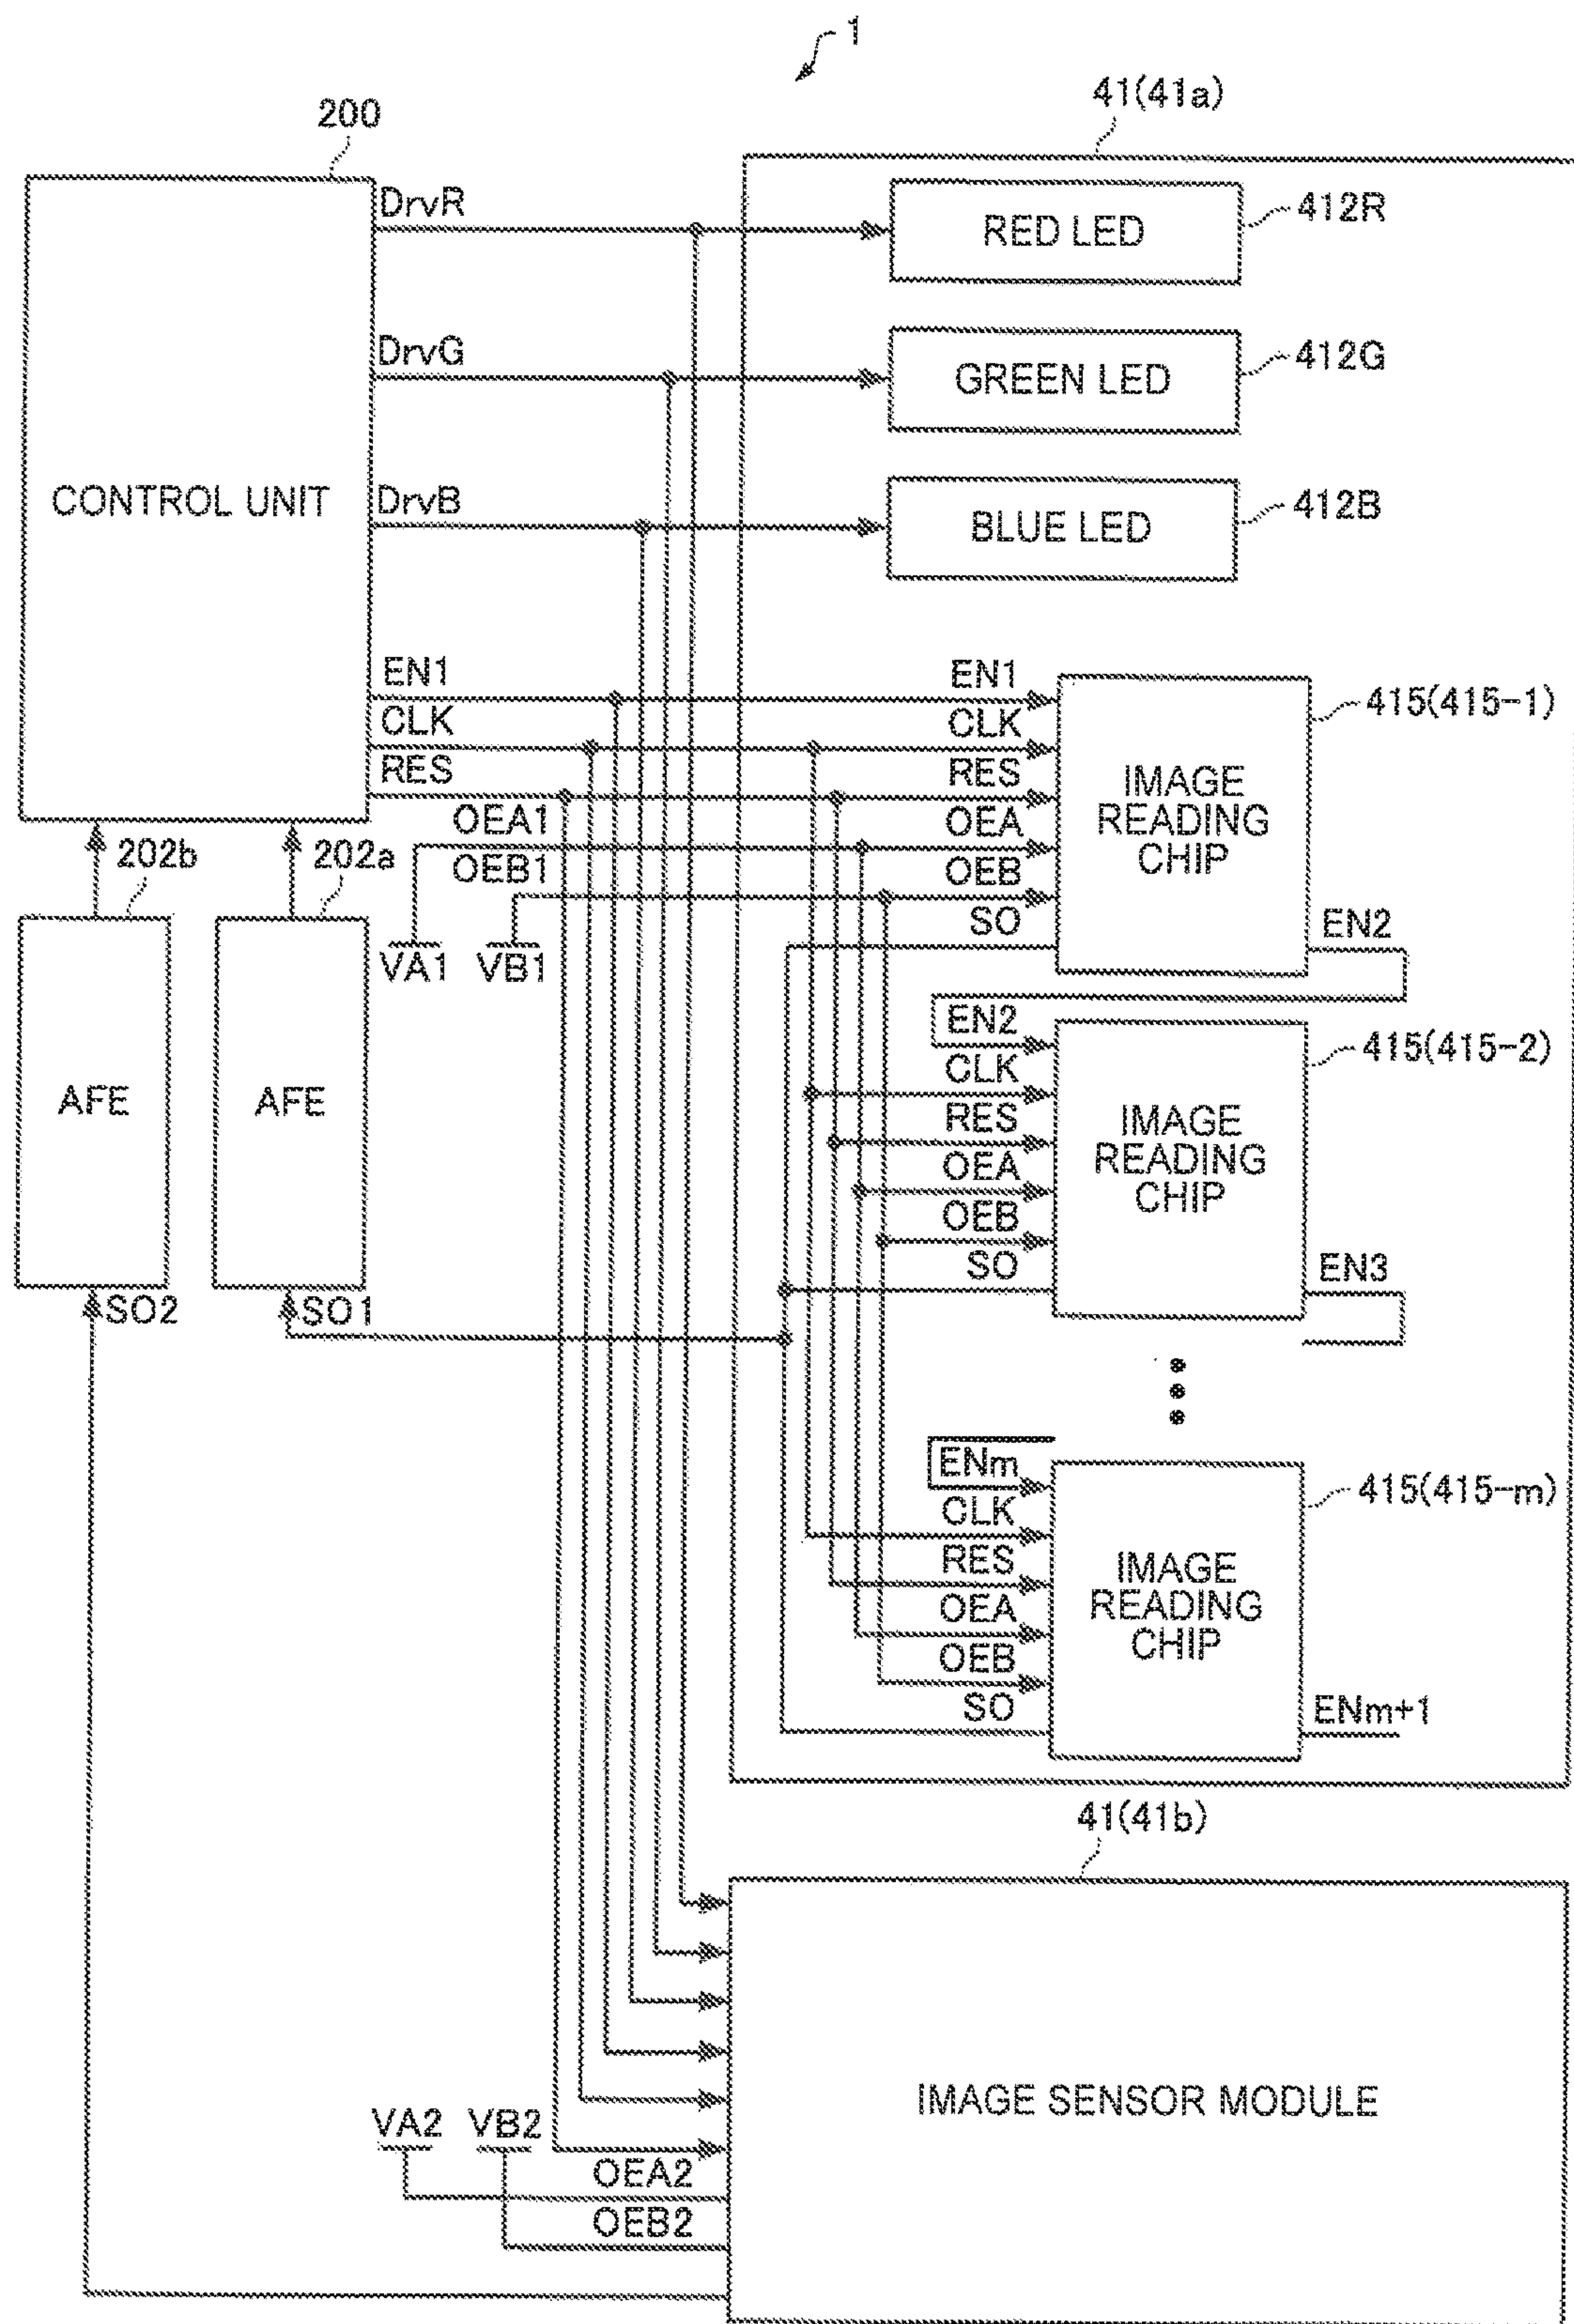 1
41(41a)
200
DrvR
RED LED
412R
DrvG
GREEN LED
412G
CONTROL UNIT
DrvB
BLUE LED
412B
EN1
CLK
RES
OEA1
OEB1
EN1
CLK
RES
OEA
OEB
SO
IMAGE
READING
CHIP
415(415-1)
EN2
202b
202a
VA1
VB1
AFE
AFE
EN2
CLK
RES
OEA
OEB
SO
IMAGE
READING
CHIP
415(415-2)
EN3
SO2
SO1
ENm
CLK
RES
OEA
OEB
SO
IMAGE
READING
CHIP
415(415-m)
ENm+1
41(41b)
IMAGE SENSOR MODULE
VA2
VB2
OEA2
OEB2